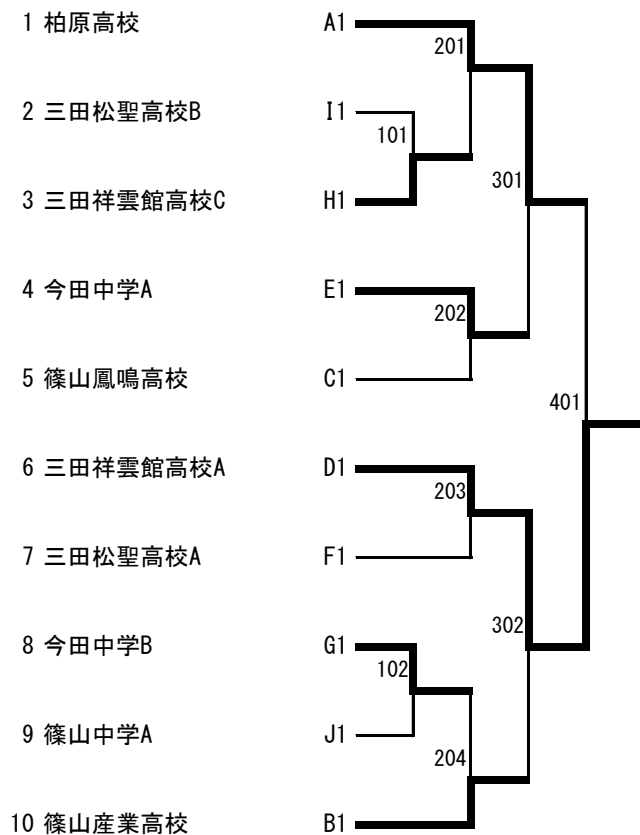 1 柏原高校 A1
201
2 三田松聖高校B I1
101
301
3 三田祥雲館高校C H1
4 今田中学A E1
202
5 篠山鳳鳴高校 C1
401
6 三田祥雲館高校A D1
203
7 三田松聖高校A F1
302
8 今田中学B G1
102
9 篠山中学A J1
204
10 篠山産業高校 B1